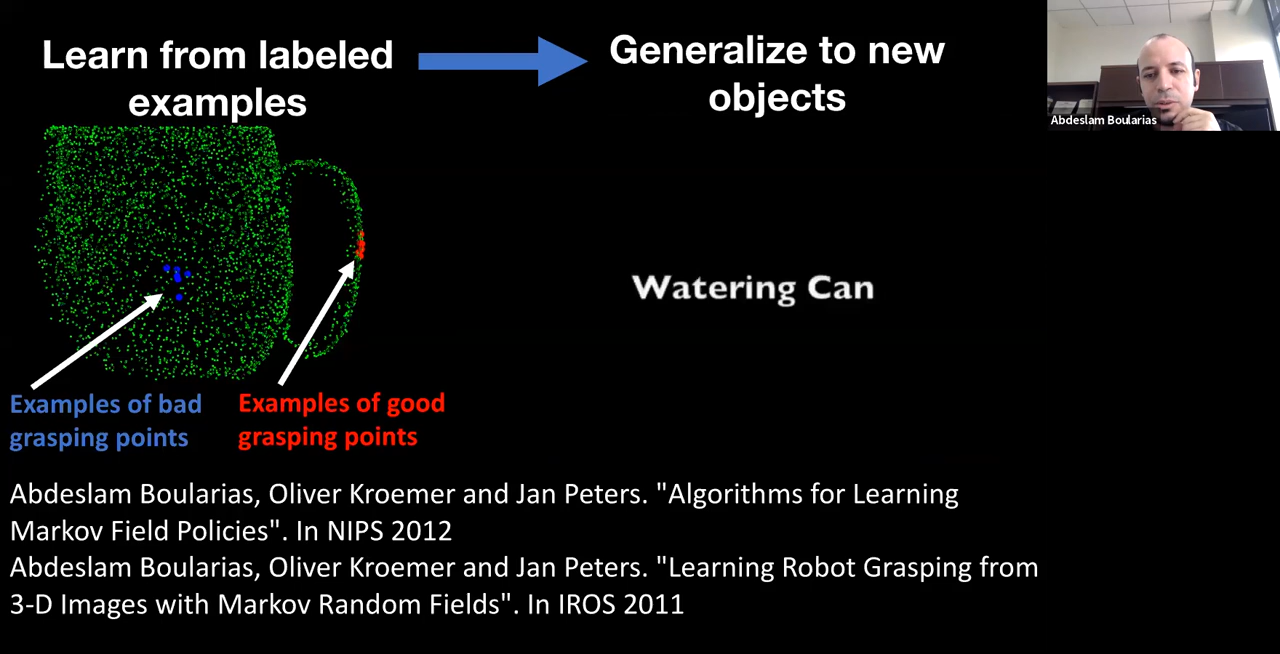 Learn from labeled
examples
Generalize to new
objects
Abdeslam Boularias
Watering Can
Examples of bad
grasping points
Examples of good
grasping points
Abdeslam Boularias, Oliver Kroemer and Jan Peters. "Algorithms for Learning
Markov Field Policies". In NIPS 2012
Abdeslam Boularias, Oliver Kroemer and Jan Peters. "Learning Robot Grasping from
3-D Images with Markov Random Fields". In IROS 2011